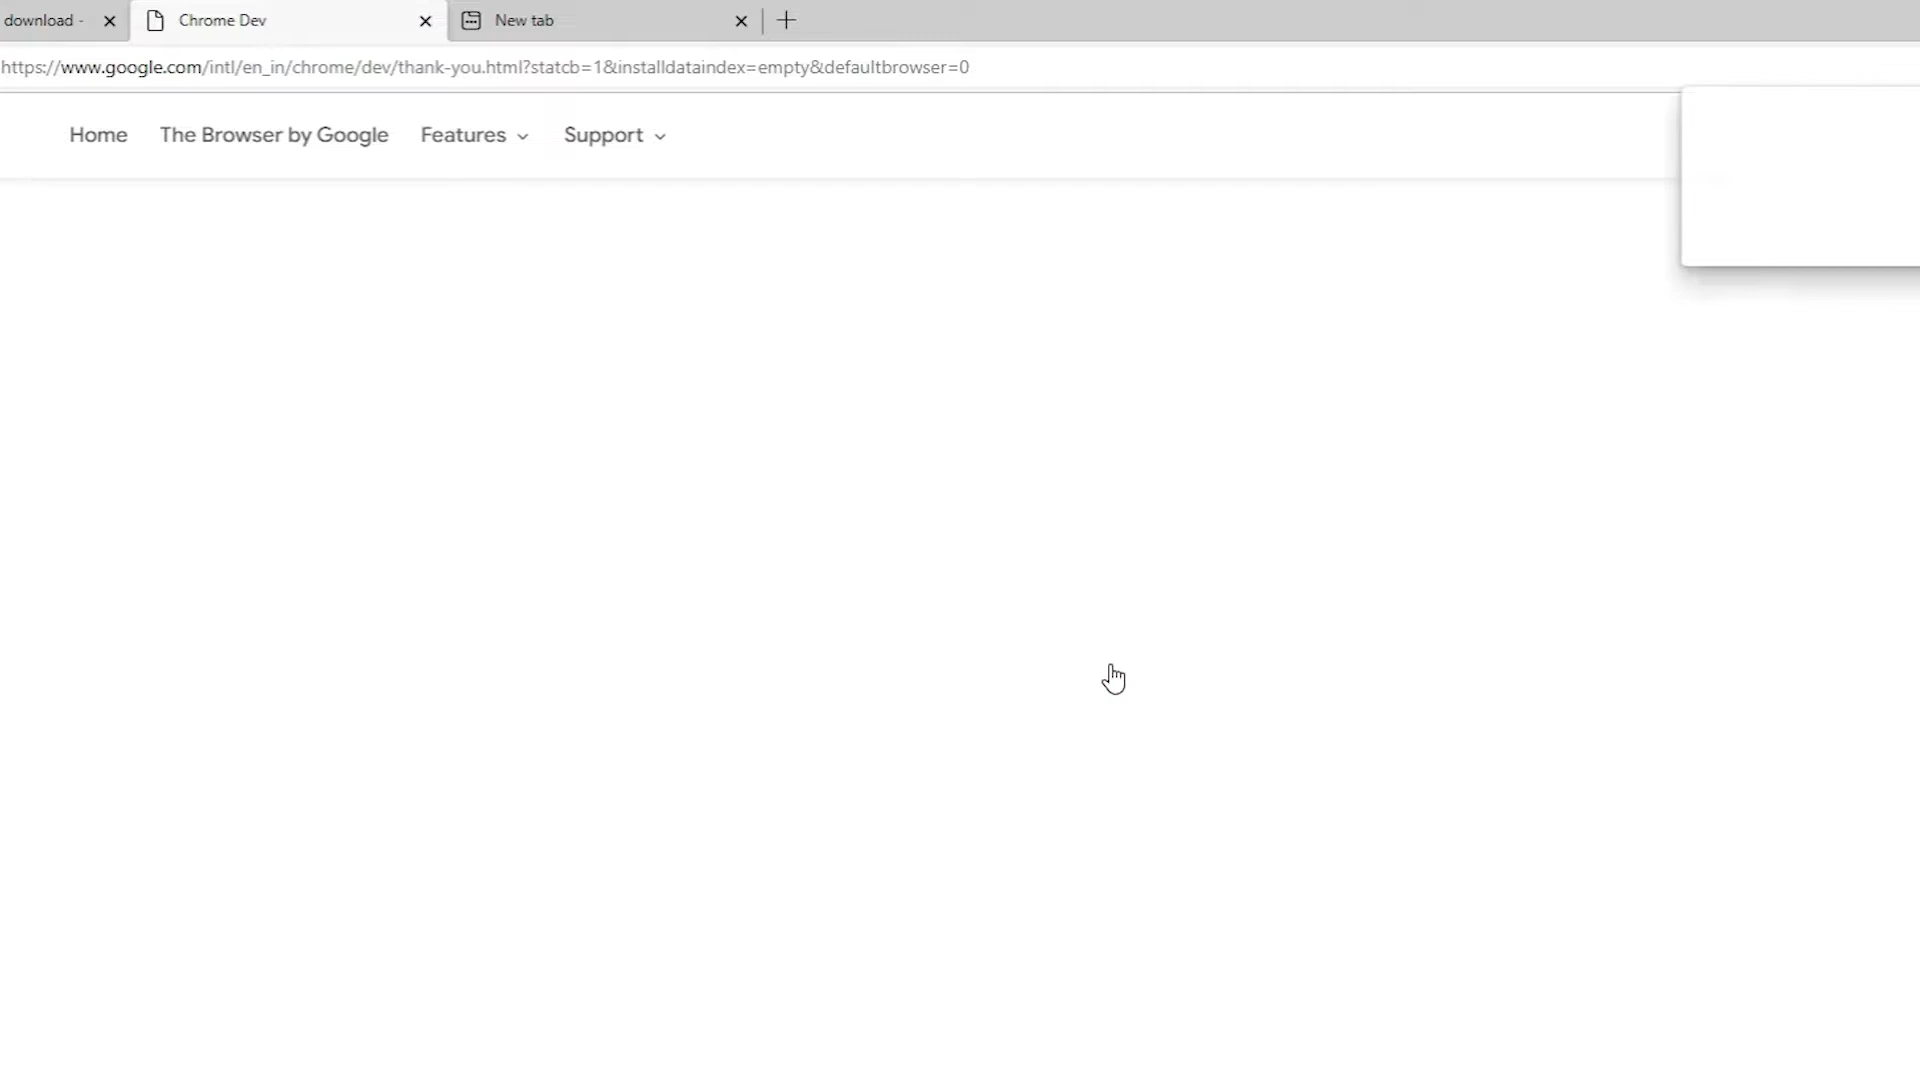 download -
Chrome Dev
New tab
https://www.google.com/intl/en_in/chrome/dev/thank-you.html?statcb=1&installdataindex=empty&defaultbrowser=0
Home The Browser by Google Features Support